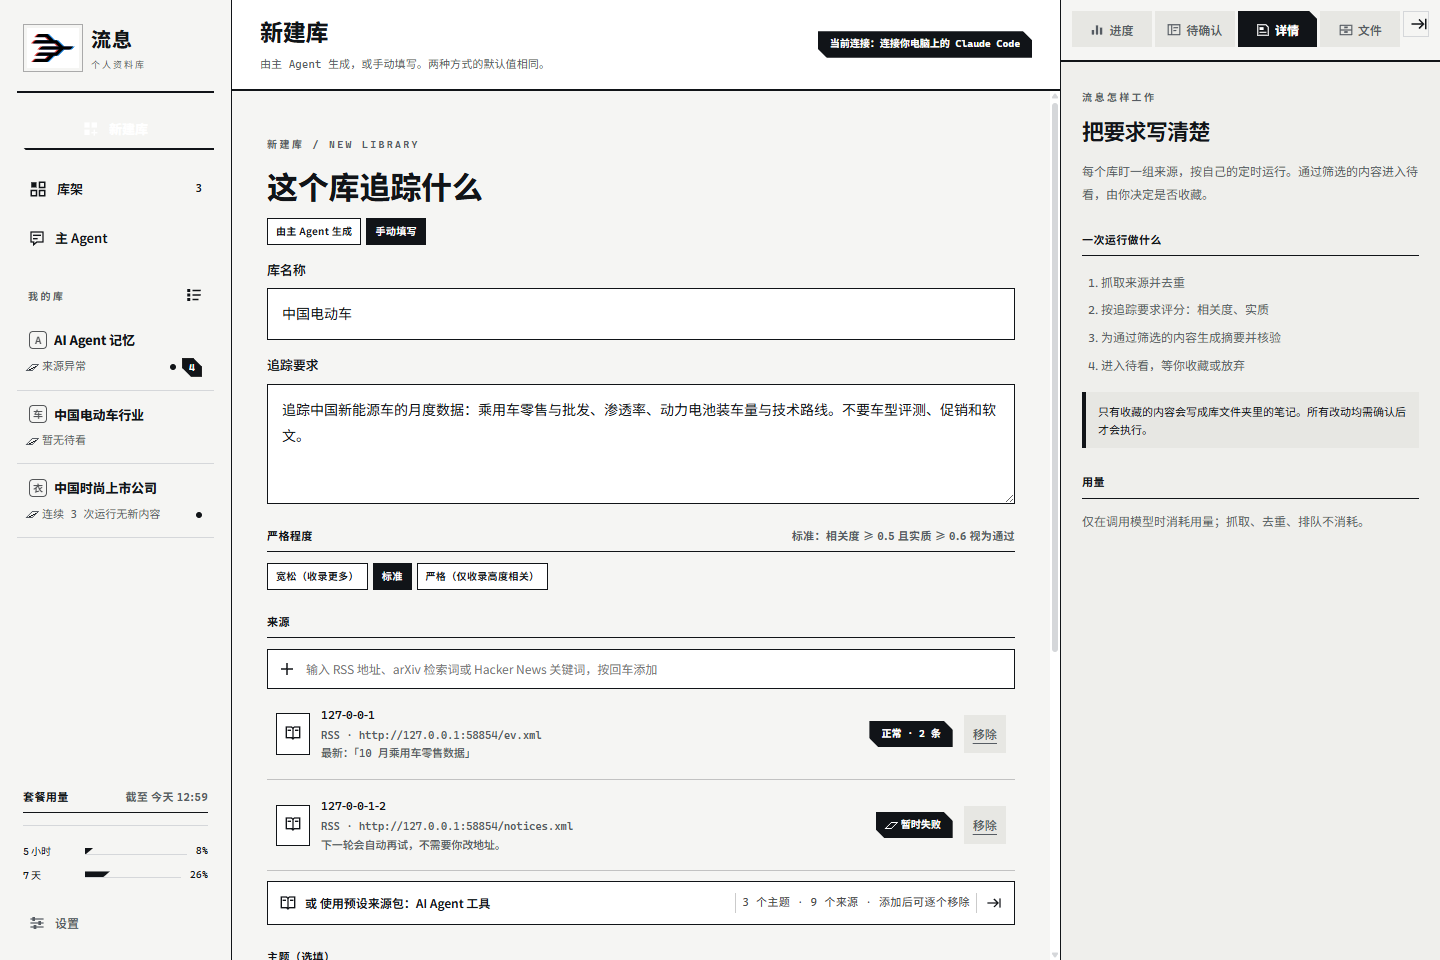 流息
个人资料库
新建库
库架
3
主 Agent
我的库
A
AI Agent 记忆
来源异常
4
车
中国电动车行业
暂无待看
衣
中国时尚上市公司
连续 3 次运行无新内容
套餐用量
截至 今天 12:59
5 小时
8%
7 天
26%
设置
新建库
由主 Agent 生成，或手动填写。两种方式的默认值相同。
当前连接：连接你电脑上的 Claude Code
新建库 / NEW LIBRARY
这个库追踪什么
由主 Agent 生成
手动填写
库名称
中国电动车
追踪要求
追踪中国新能源车的月度数据：乘用车零售与批发、渗透率、动力电池装车量与技术路线。不要车型评测、促销和软
文。
严格程度
标准：相关度 ≥ 0.5 且实质 ≥ 0.6 视为通过
宽松（收录更多）
标准
严格（仅收录高度相关）
来源
输入 RSS 地址、arXiv 检索词或 Hacker News 关键词，按回车添加
127-0-0-1
RSS · http://127.0.0.1:58854/ev.xml
最新：「10 月乘用车零售数据」
正常 · 2 条
移除
127-0-0-1-2
RSS · http://127.0.0.1:58854/notices.xml
下一轮会自动再试，不需要你改地址。
暂时失败
移除
或 使用预设来源包：AI Agent 工具
3 个主题 · 9 个来源 · 添加后可逐个移除
主题（选填）
进度
待确认
详情
文件
流息怎样工作
把要求写清楚
每个库盯一组来源，按自己的定时运行。通过筛选的内容进入待
看，由你决定是否收藏。
一次运行做什么
1. 抓取来源并去重
2. 按追踪要求评分：相关度、实质
3. 为通过筛选的内容生成摘要并核验
4. 进入待看，等你收藏或放弃
只有收藏的内容会写成库文件夹里的笔记。所有改动均需确认后
才会执行。
用量
仅在调用模型时消耗用量；抓取、去重、排队不消耗。